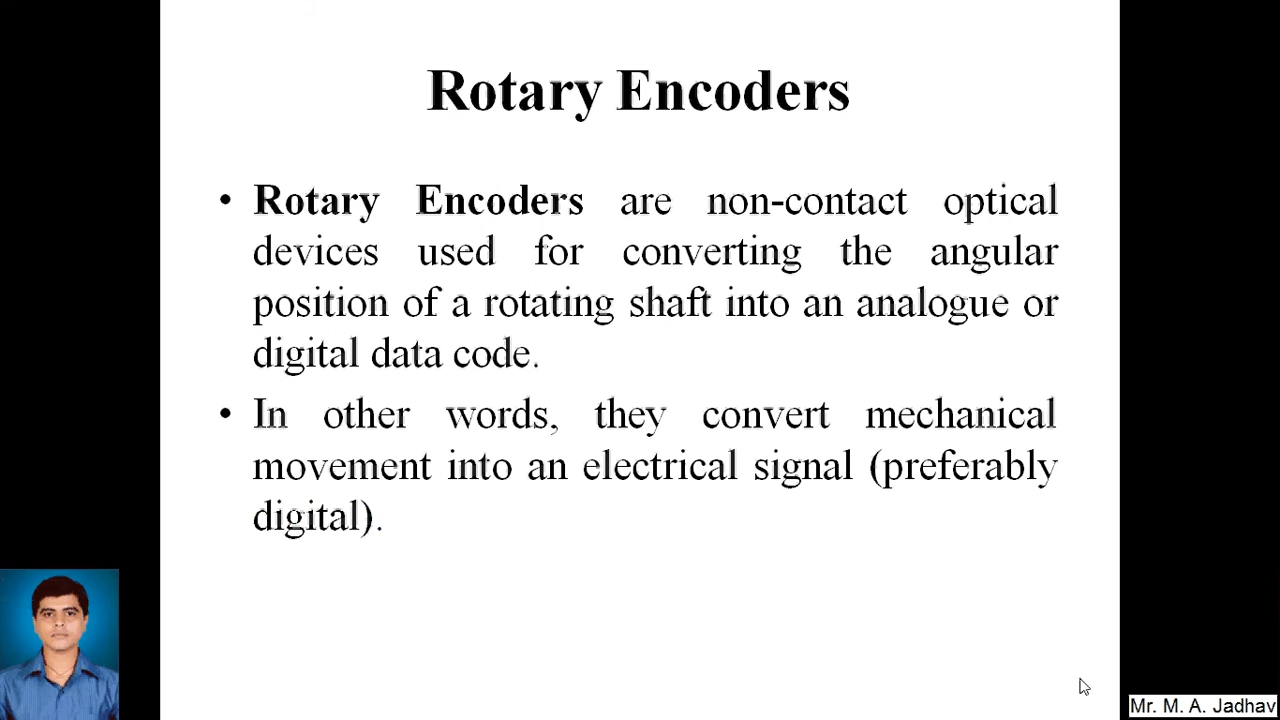 Rotary Encoders
• Rotary Encoders are non-contact optical
devices used for converting the angular
position of a rotating shaft into an analogue or
digital data code.
• In other words, they convert mechanical
movement into an electrical signal (preferably
digital).
Mr. M. A. Jadhav